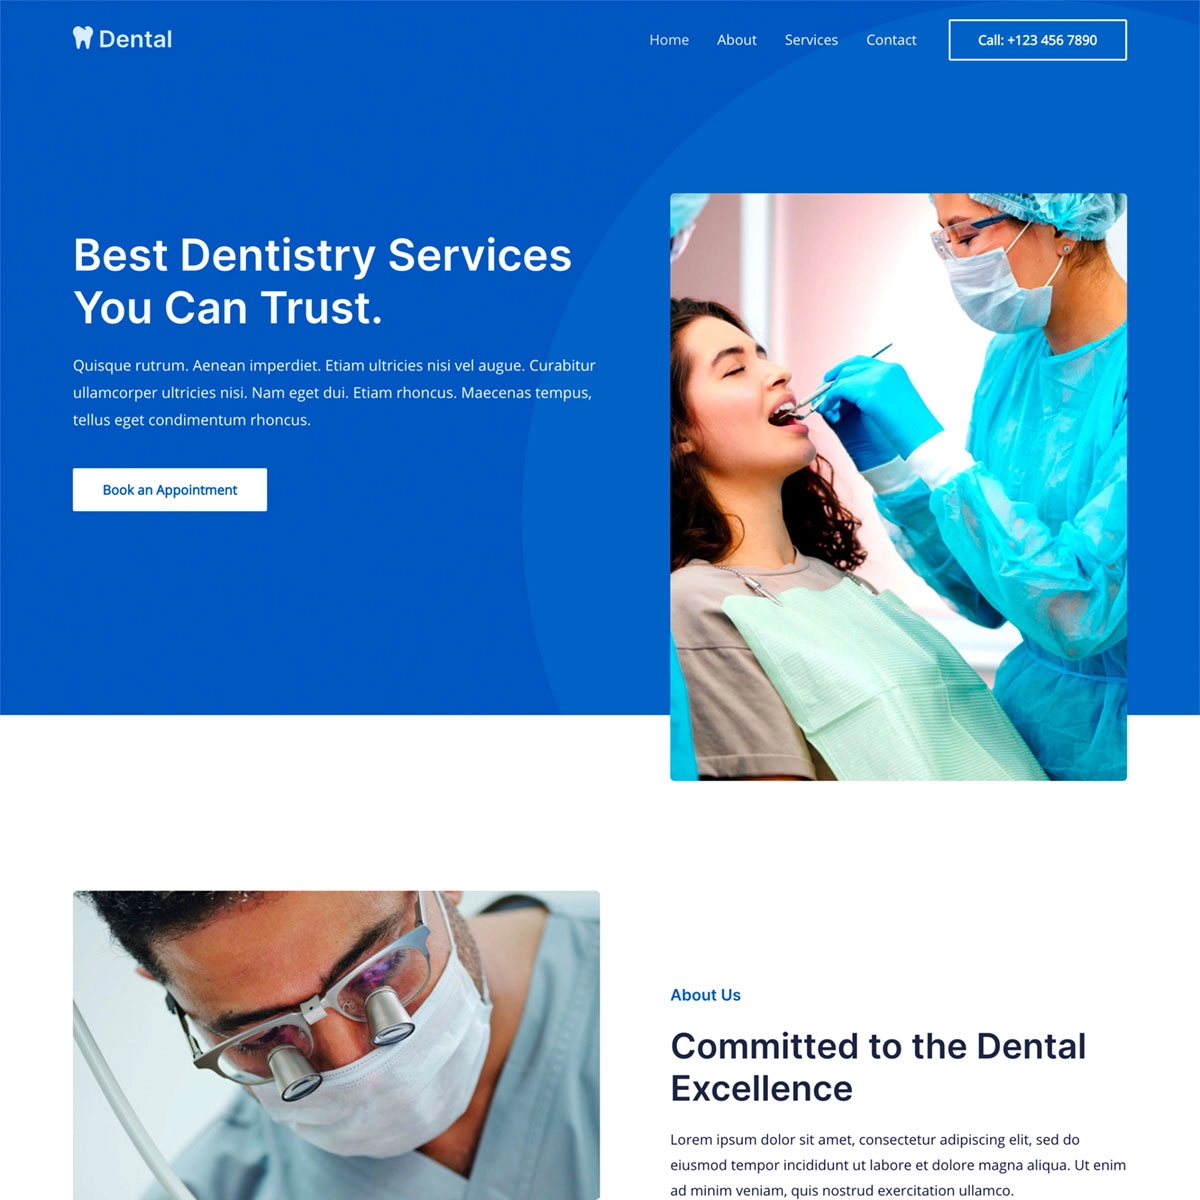 Dental
Home
About
Services
Contact
Call: +123 456 7890
Best Dentistry Services
You Can Trust.
Quisque rutrum. Aenean imperdiet. Etiam ultricies nisi vel augue. Curabitur
ullamcorper ultricies nisi. Nam eget dui. Etiam rhoncus. Maecenas tempus,
tellus eget condimentum rhoncus.
Book an Appointment
About Us
Committed to the Dental
Excellence
Lorem ipsum dolor sit amet, consectetur adipiscing elit, sed do
eiusmod tempor incididunt ut labore et dolore magna aliqua. Ut enim
ad minim veniam, quis nostrud exercitation ullamco.